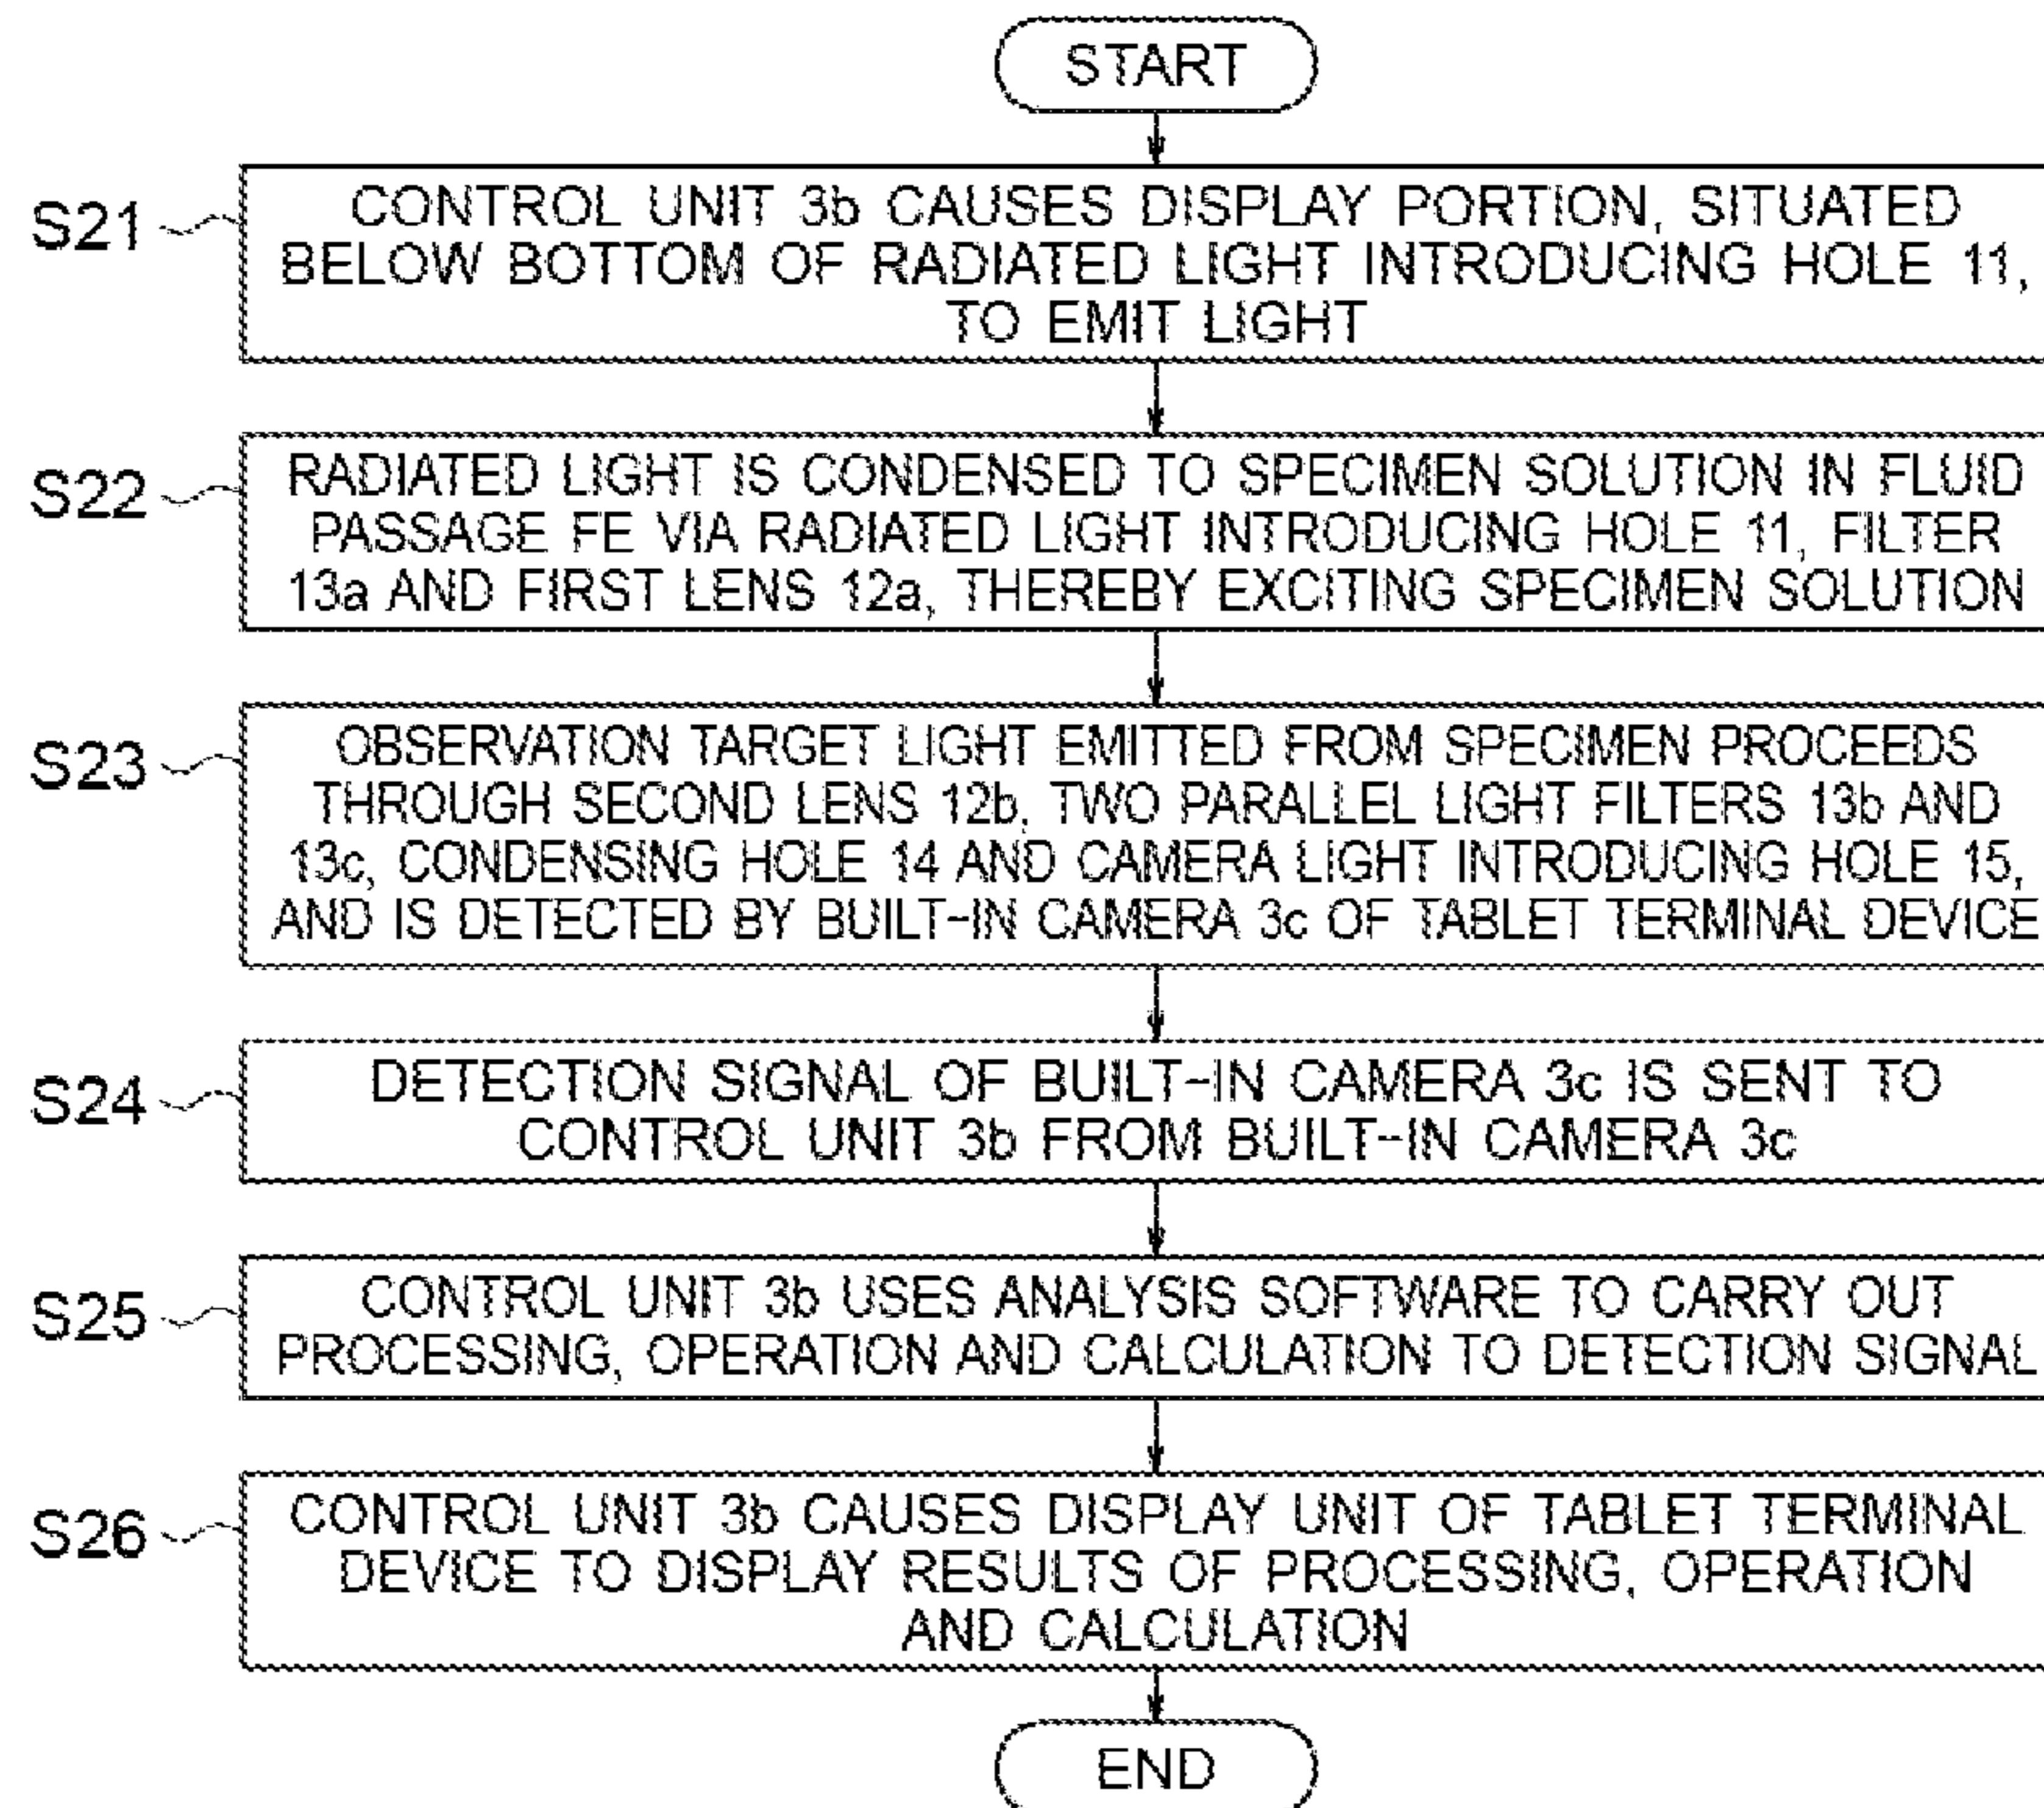 START
S21
CONTROL UNIT 3b CAUSES DISPLAY PORTION, SITUATED
BELOW BOTTOM OF RADIATED LIGHT INTRODUCING HOLE 11,
TO EMIT LIGHT
S22
RADIATED LIGHT IS CONDENSED TO SPECIMEN SOLUTION IN FLUID
PASSAGE FE VIA RADIATED LIGHT INTRODUCING HOLE 11, FILTER
13a AND FIRST LENS 12a, THEREBY EXCITING SPECIMEN SOLUTION
S23
OBSERVATION TARGET LIGHT EMITTED FROM SPECIMEN PROCEEDS
THROUGH SECOND LENS 12b, TWO PARALLEL LIGHT FILTERS 13b AND
13c, CONDENSING HOLE 14 AND CAMERA LIGHT INTRODUCING HOLE 15,
AND IS DETECTED BY BUILT-IN CAMERA 3c OF TABLET TERMINAL DEVICE
S24
DETECTION SIGNAL OF BUILT-IN CAMERA 3c IS SENT TO
CONTROL UNIT 3b FROM BUILT-IN CAMERA 3c
S25
CONTROL UNIT 3b USES ANALYSIS SOFTWARE TO CARRY OUT
PROCESSING, OPERATION AND CALCULATION TO DETECTION SIGNAL
S26
CONTROL UNIT 3b CAUSES DISPLAY UNIT OF TABLET TERMINAL
DEVICE TO DISPLAY RESULTS OF PROCESSING, OPERATION
AND CALCULATION
END